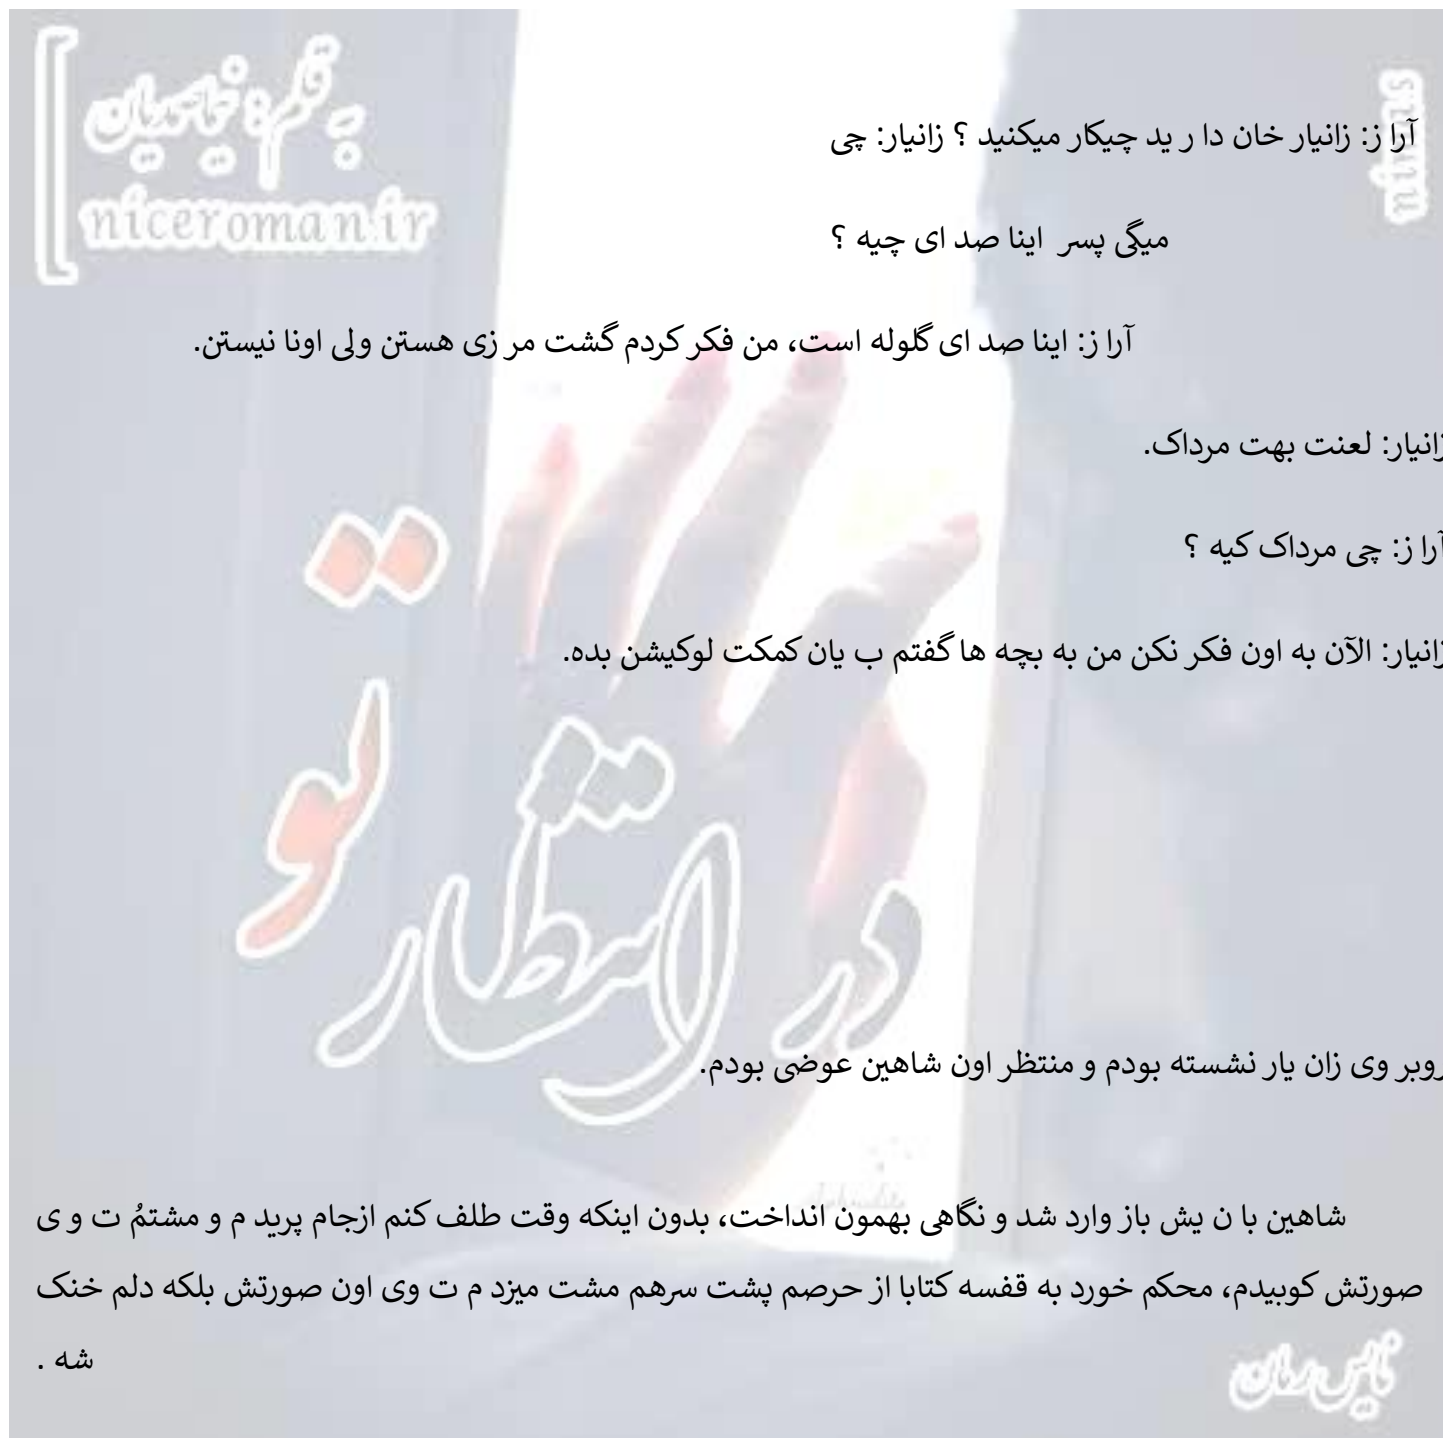 به قلم:
niceroman.ir
آرا ز: زانیار خان دا ر ید چیکار میکنید ؟ زانیار: چی
میگی پسر اینا صد ای چیه ؟
آرا ز: اینا صد ای گلوله است، من فکر کردم گشت مر زی هستن ولی اونا نیستن.
زانیار: لعنت بهت مرداک.
آرا ز: چی مرداک کیه ؟
زانیار: الآن به اون فکر نکن من به بچه ها گفتم ب یان کمکت لوکیشن بده.
در انتظار تو
روبر وی زان یار نشسته بودم و منتظر اون شاهین عوضی بودم.
شاهین با ن یش باز وارد شد و نگاهی بهمون انداخت، بدون اینکه وقت طلف کنم ازجام پرید م و مشتمُ ت و ی
صورتش کوبیدم، محکم خورد به قفسه کتابا از حرصم پشت سرهم مشت میزد م ت وی اون صورتش بلکه دلم خنک
شه .
نایس رمان